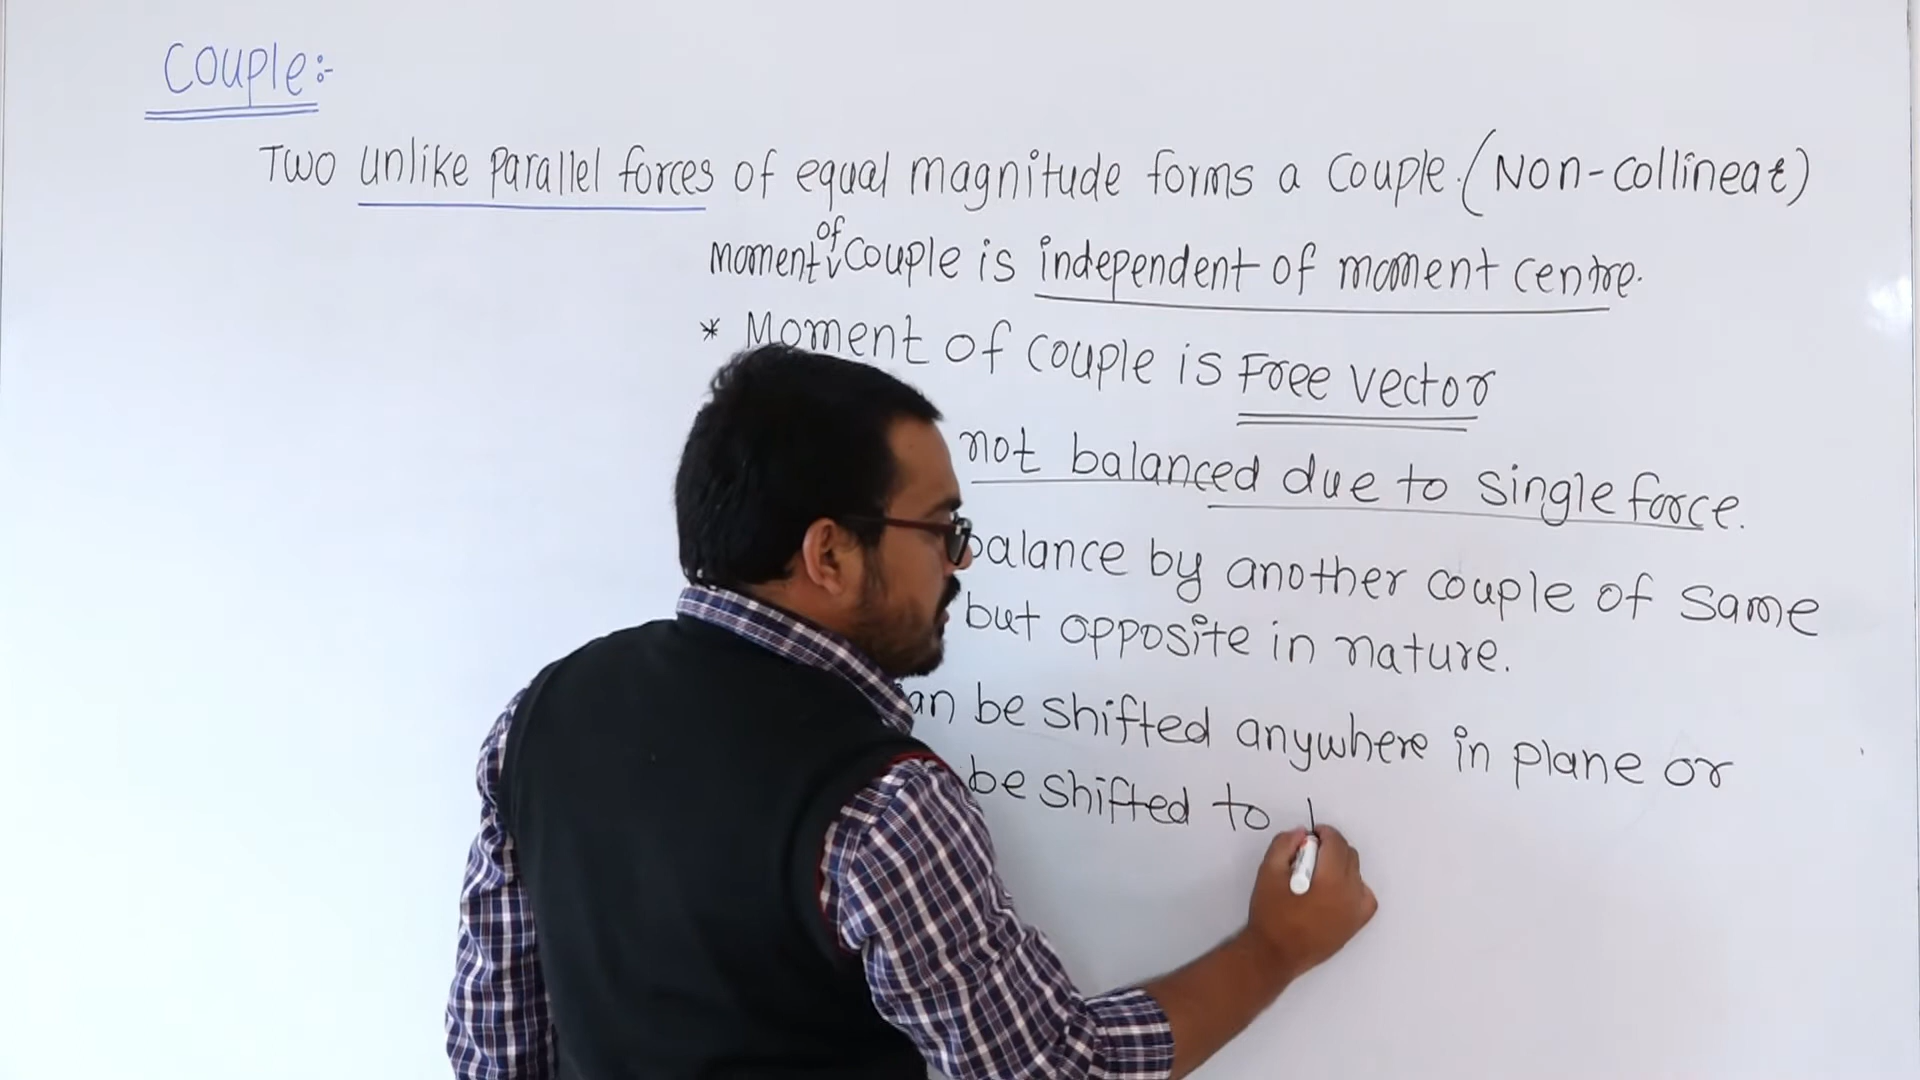 Couple:-
Two unlike parallel forces of equal magnitude forms a couple. (Non-collinear)
Moment of Couple is independent of moment centre.
* Moment of couple is Free vector
not balanced due to single force.
balance by another couple of same
but opposite in nature.
can be shifted anywhere in plane or
be shifted to